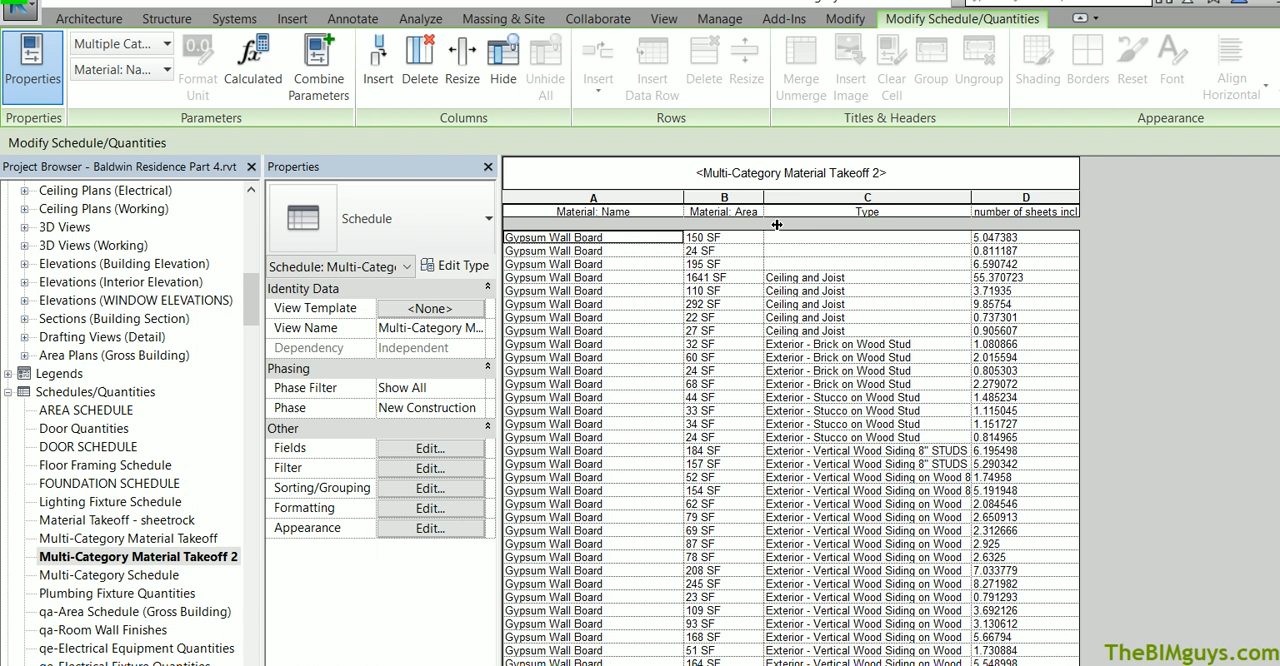 Architecture Structure Systems Insert Annotate Analyze Massing & Site Collaborate View Manage Add-Ins Modify Modify Schedule/Quantities
Properties
Properties
Multiple Cat...
Material: Na...
Format
Unit
Calculated
Combine
Parameters
Parameters
Insert
Delete
Resize
Hide
Unhide
All
Columns
Insert
Insert
Data Row
Delete
Resize
Rows
Merge
Unmerge
Insert
Image
Clear
Cell
Group
Ungroup
Titles & Headers
Shading
Borders
Reset
Font
Align
Horizontal
Appearance
Modify Schedule/Quantities
Project Browser - Baldwin Residence Part 4.rvt
Ceiling Plans (Electrical)
Ceiling Plans (Working)
3D Views
3D Views (Working)
Elevations (Building Elevation)
Elevations (Interior Elevation)
Elevations (WINDOW ELEVATIONS)
Sections (Building Section)
Drafting Views (Detail)
Area Plans (Gross Building)
Legends
Schedules/Quantities
AREA SCHEDULE
Door Quantities
DOOR SCHEDULE
Floor Framing Schedule
FOUNDATION SCHEDULE
Lighting Fixture Schedule
Material Takeoff - sheetrock
Multi-Category Material Takeoff
Multi-Category Material Takeoff 2
Multi-Category Schedule
Plumbing Fixture Quantities
qa-Area Schedule (Gross Building)
qa-Room Wall Finishes
qe-Electrical Equipment Quantities
qe-Electrical Fixture Quantities
Properties
Schedule
Schedule: Multi-Categ
Edit Type
Identity Data
View Template <None>
View Name Multi-Category M...
Dependency Independent
Phasing
Phase Filter Show All
Phase New Construction
Other
Fields Edit...
Filter Edit...
Sorting/Grouping Edit...
Formatting Edit...
Appearance Edit...
<Multi-Category Material Takeoff 2>
A B C D
Material: Name Material: Area Type number of sheets incl
Gypsum Wall Board 150 SF 5.047383
Gypsum Wall Board 24 SF 0.811187
Gypsum Wall Board 195 SF 6.590742
Gypsum Wall Board 1641 SF Ceiling and Joist 55.370723
Gypsum Wall Board 110 SF Ceiling and Joist 3.71935
Gypsum Wall Board 292 SF Ceiling and Joist 9.85754
Gypsum Wall Board 22 SF Ceiling and Joist 0.737301
Gypsum Wall Board 27 SF Ceiling and Joist 0.905607
Gypsum Wall Board 32 SF Exterior - Brick on Wood Stud 1.080866
Gypsum Wall Board 60 SF Exterior - Brick on Wood Stud 2.015594
Gypsum Wall Board 24 SF Exterior - Brick on Wood Stud 0.805303
Gypsum Wall Board 68 SF Exterior - Brick on Wood Stud 2.279072
Gypsum Wall Board 44 SF Exterior - Stucco on Wood Stud 1.485234
Gypsum Wall Board 33 SF Exterior - Stucco on Wood Stud 1.115045
Gypsum Wall Board 34 SF Exterior - Stucco on Wood Stud 1.151727
Gypsum Wall Board 24 SF Exterior - Stucco on Wood Stud 0.814965
Gypsum Wall Board 184 SF Exterior - Vertical Wood Siding 8" STUDS 6.195498
Gypsum Wall Board 157 SF Exterior - Vertical Wood Siding 8" STUDS 5.290342
Gypsum Wall Board 52 SF Exterior - Vertical Wood Siding on Wood 8 1.74958
Gypsum Wall Board 154 SF Exterior - Vertical Wood Siding on Wood 8 5.191948
Gypsum Wall Board 62 SF Exterior - Vertical Wood Siding on Wood 2.084546
Gypsum Wall Board 79 SF Exterior - Vertical Wood Siding on Wood 2.650913
Gypsum Wall Board 69 SF Exterior - Vertical Wood Siding on Wood 2.312666
Gypsum Wall Board 87 SF Exterior - Vertical Wood Siding on Wood 2.925
Gypsum Wall Board 78 SF Exterior - Vertical Wood Siding on Wood 2.6325
Gypsum Wall Board 208 SF Exterior - Vertical Wood Siding on Wood 7.033779
Gypsum Wall Board 245 SF Exterior - Vertical Wood Siding on Wood 8.271982
Gypsum Wall Board 23 SF Exterior - Vertical Wood Siding on Wood 0.791293
Gypsum Wall Board 109 SF Exterior - Vertical Wood Siding on Wood 3.692126
Gypsum Wall Board 93 SF Exterior - Vertical Wood Siding on Wood 3.130612
Gypsum Wall Board 168 SF Exterior - Vertical Wood Siding on Wood 5.66794
Gypsum Wall Board 51 SF Exterior - Vertical Wood Siding on Wood 1.730884
Gypsum Wall Board 164 SF Exterior - Vertical Wood Siding on Wood 5.548998
TheBIMguys.com